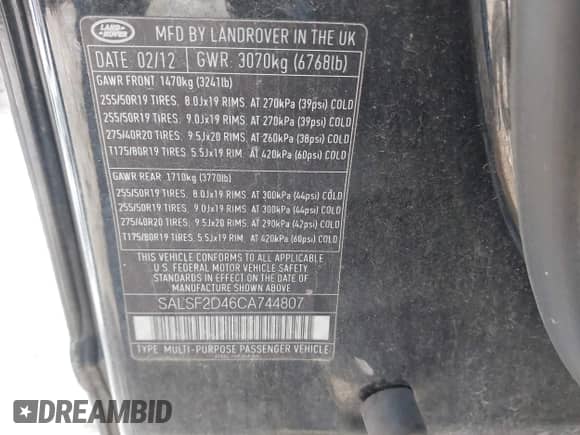 LAND ROVER
MFD BY LANDROVER IN THE UK
DATE: 02/12 GWR: 3070kg (6768lb)
GAWR FRONT 1470kg (3241lb)
255/50R19 TIRES. 8.0Jx19 RIMS. AT 270kPa (39psi) COLD
255/50R19 TIRES. 9.0Jx19 RIMS. AT 270kPa (39psi) COLD
275/40R20 TIRES. 9.5Jx20 RIMS. AT 260kPa (38psi) COLD
T175/80R19 TIRES. 5.5Jx19 RIM. AT 420kPa (60psi) COLD
GAWR REAR 1710kg (3770lb)
255/50R19 TIRES. 8.0Jx19 RIMS. AT 300kPa (44psi) COLD
255/50R19 TIRES. 9.0Jx19 RIMS. AT 300kPa (44psi) COLD
275/40R20 TIRES. 9.5Jx20 RIMS. AT 290kPa (42psi) COLD
T175/80R19 TIRES. 5.5Jx19 RIM. AT 420kPa (60psi) COLD
THIS VEHICLE CONFORMS TO ALL APPLICABLE
U.S. FEDERAL MOTOR VEHICLE SAFETY
STANDARDS IN EFFECT ON THE DATE OF
MANUFACTURE SHOWN ABOVE.
SALSF2D46CA744807
TYPE: MULTI-PURPOSE PASSENGER VEHICLE
DREAMBID